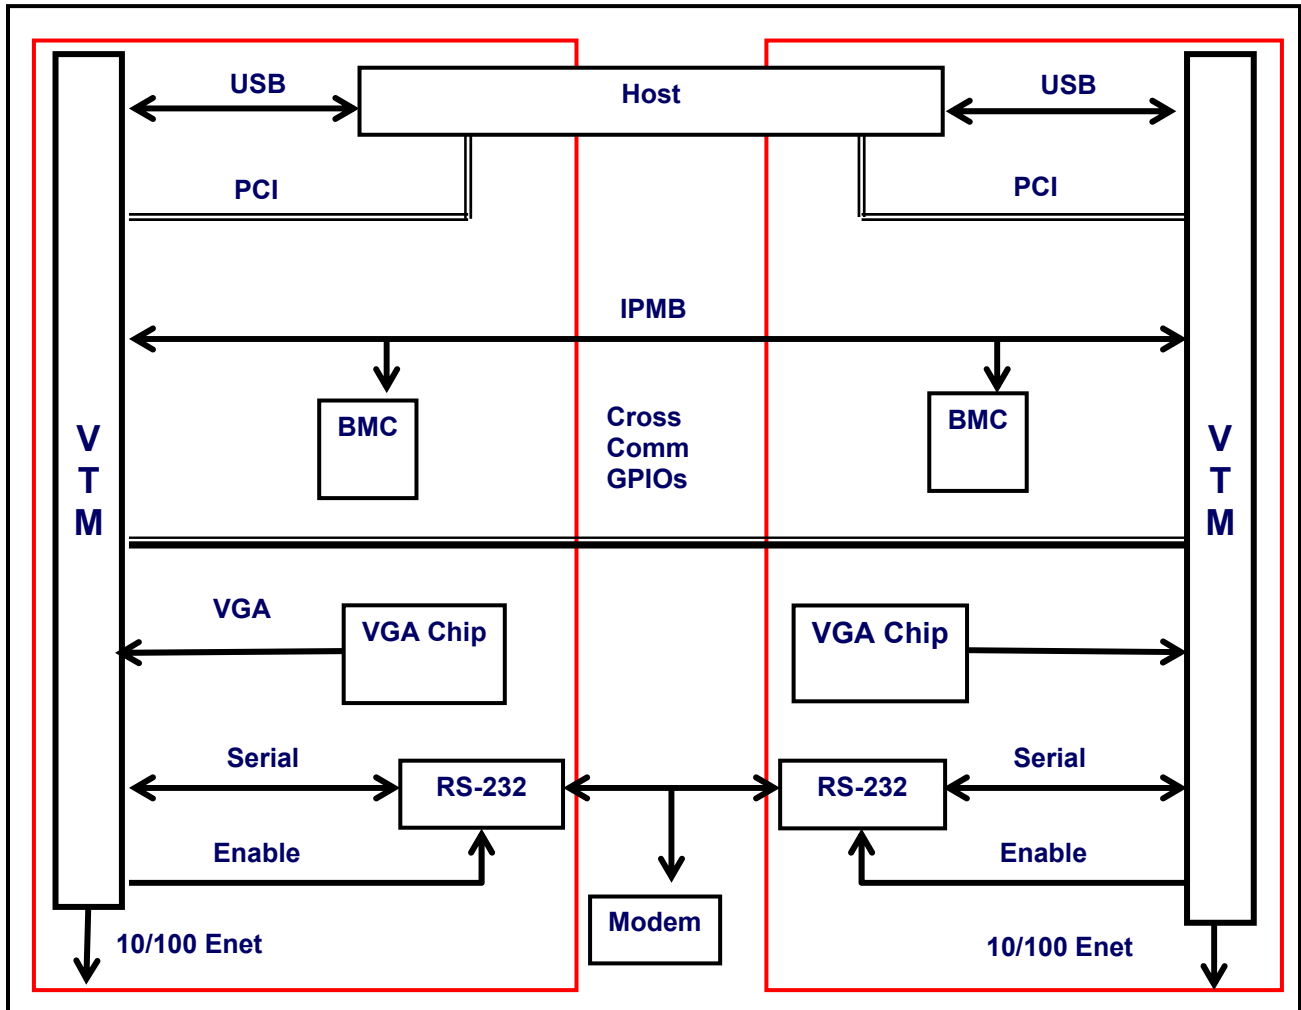 USB
Host
USB
PCI
PCI
IPMB
BMC
BMC
Cross
Comm
GPIOs
V
T
M
V
T
M
VGA
VGA Chip
VGA Chip
Serial
RS-232
RS-232
Serial
Enable
Enable
Modem
10/100 Enet
10/100 Enet